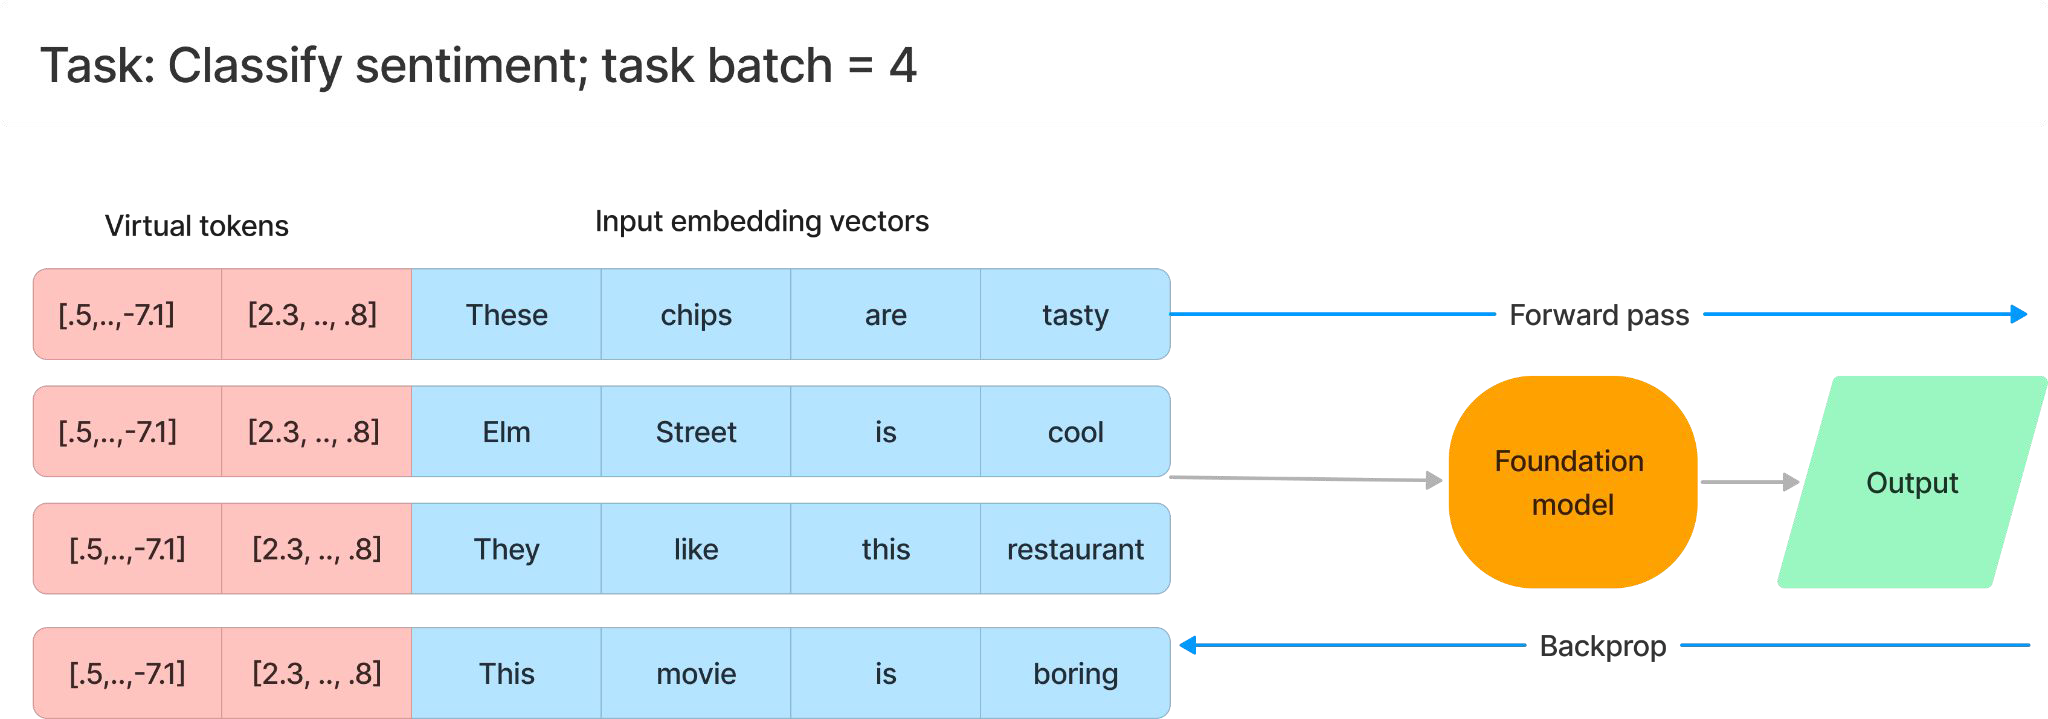 Task: Classify sentiment; task batch = 4
Virtual tokens
Input embedding vectors
[.5,..,-7.1] [2.3, .., .8] These chips are tasty
Forward pass
[.5,..,-7.1] [2.3, .., .8] Elm Street is cool
Foundation
model
Output
[.5,..,-7.1] [2.3, .., .8] They like this restaurant
[.5,..,-7.1] [2.3, .., .8] This movie is boring
Backprop